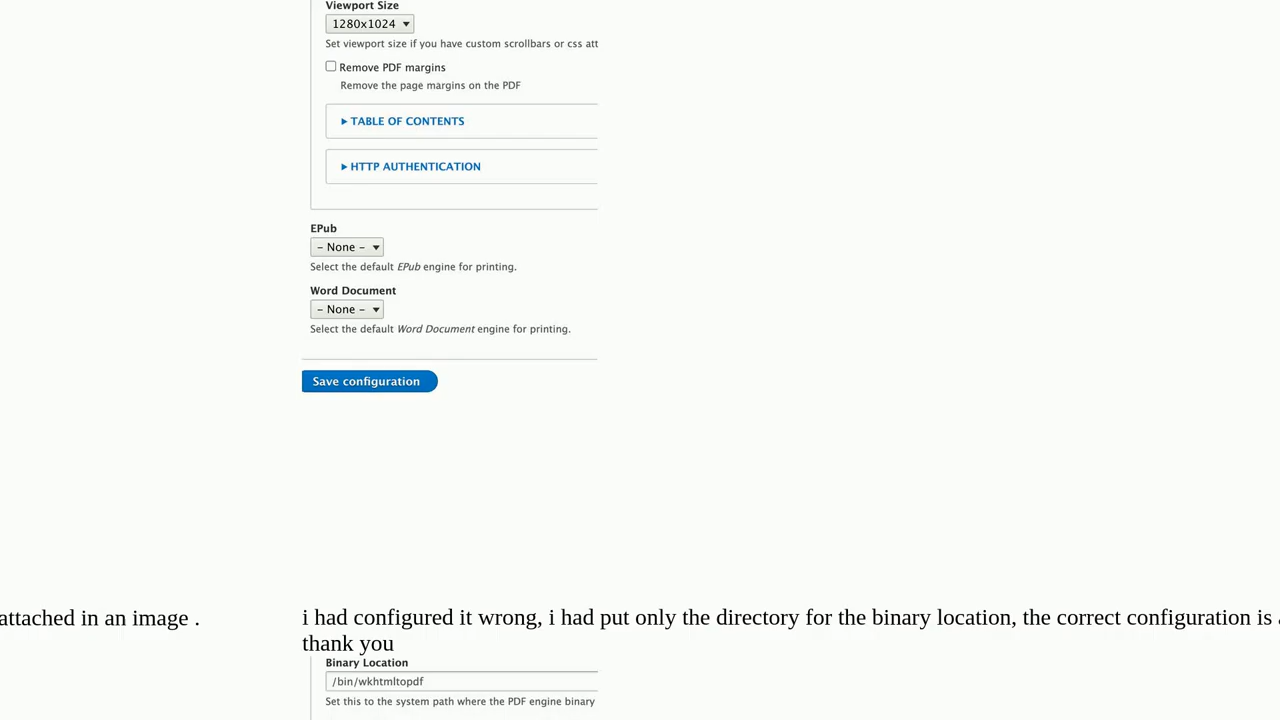 Viewport Size
1280x1024
Set viewport size if you have custom scrollbars or css att
Remove PDF margins
Remove the page margins on the PDF
TABLE OF CONTENTS
HTTP AUTHENTICATION
EPub
– None –
Select the default EPub engine for printing.
Word Document
– None –
Select the default Word Document engine for printing.
Save configuration
attached in an image .
i had configured it wrong, i had put only the directory for the binary location, the correct configuration is
thank you
Binary Location
/bin/wkhtmltopdf
Set this to the system path where the PDF engine binary